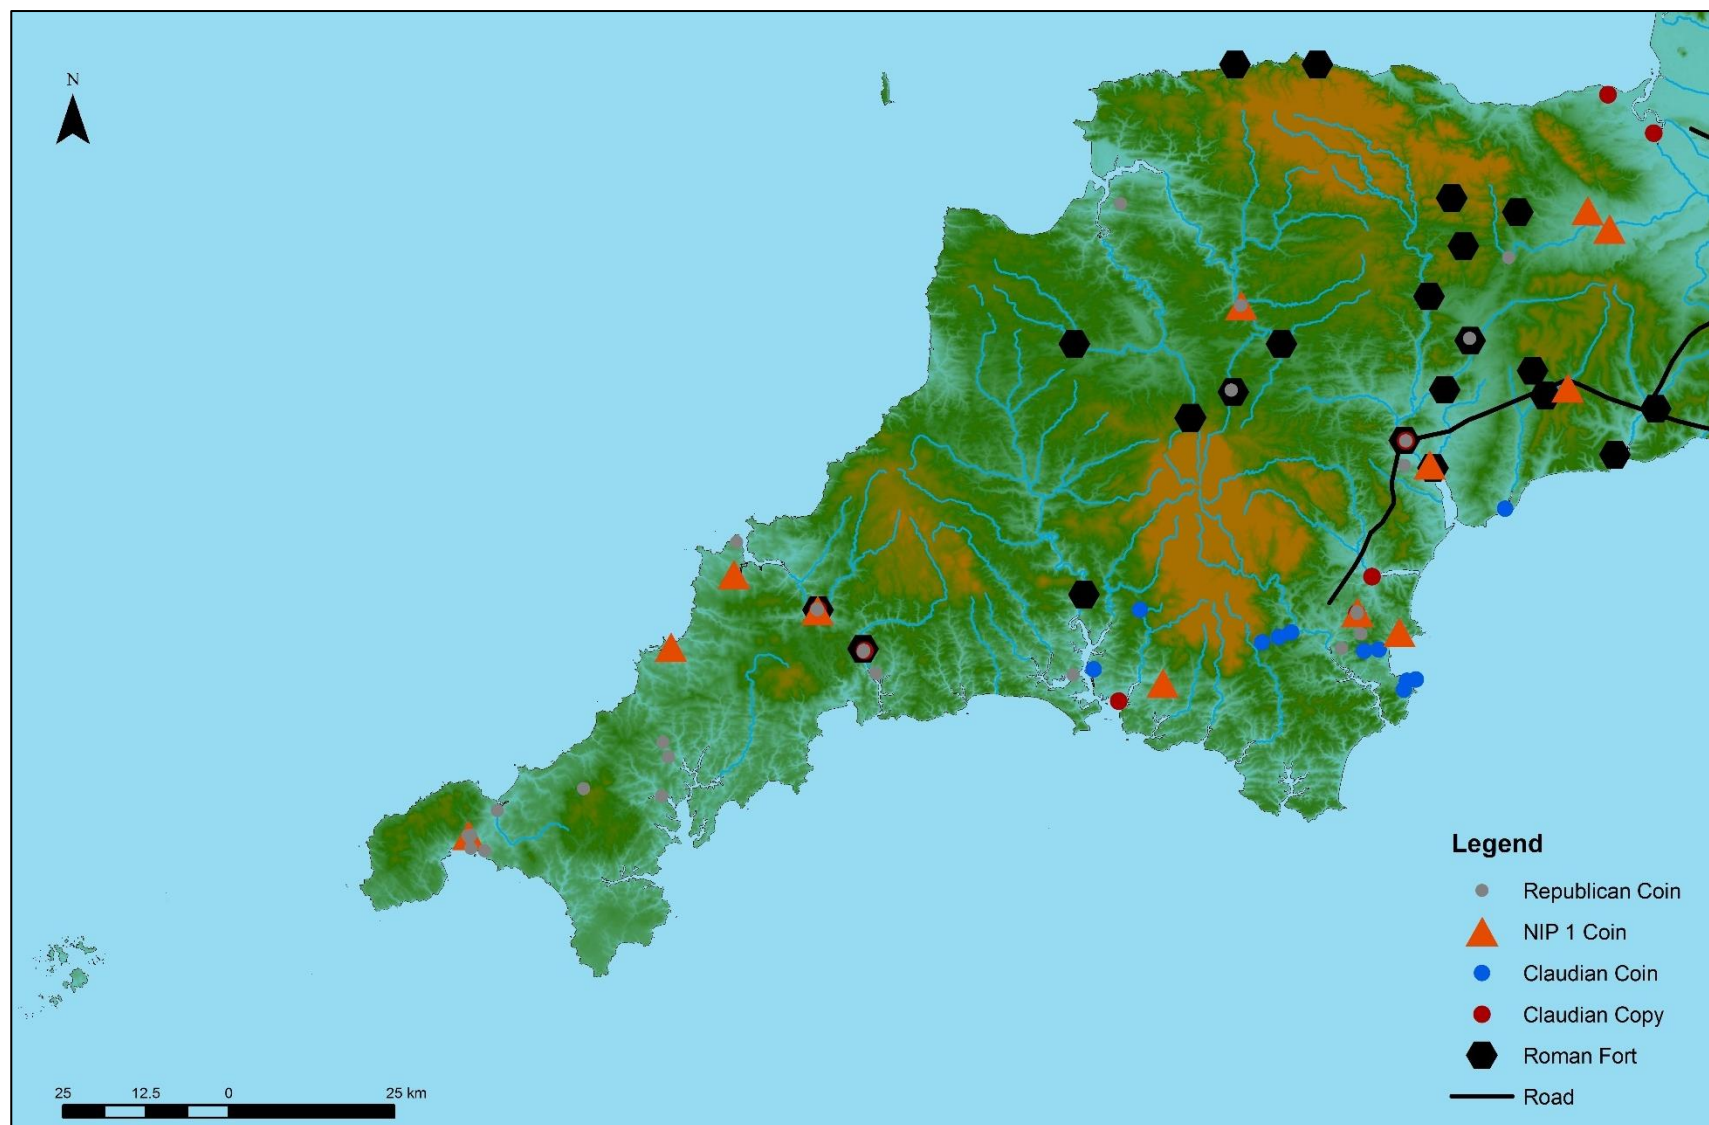 N
Legend
Republican Coin
NIP 1 Coin
Claudian Coin
Claudian Copy
Roman Fort
Road
25 12.5 0 25 km